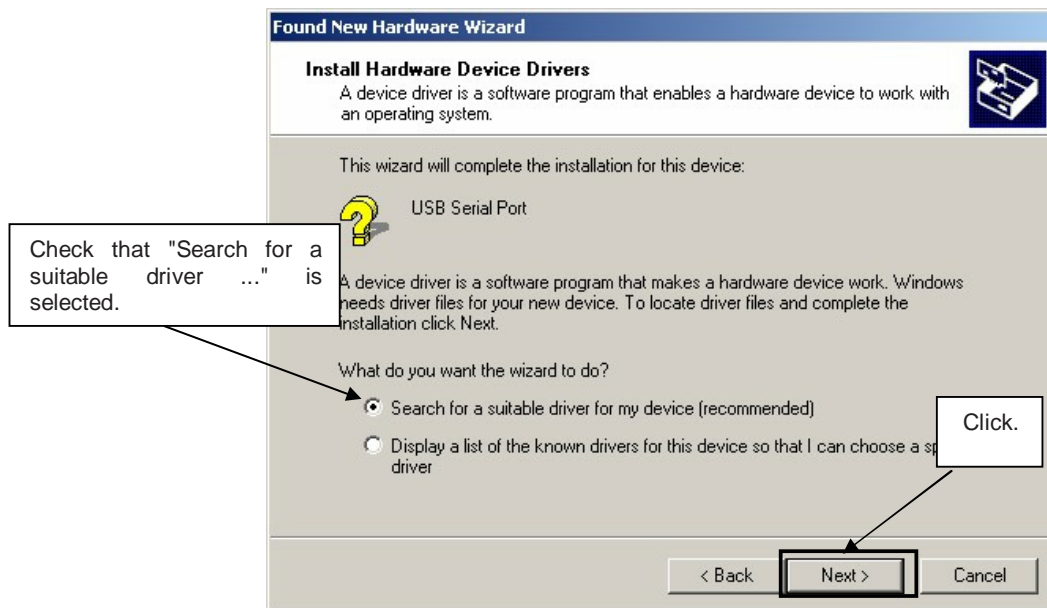 Found New Hardware Wizard
Install Hardware Device Drivers
A device driver is a software program that enables a hardware device to work with
an operating system.
This wizard will complete the installation for this device:
USB Serial Port
Check that "Search for a
suitable driver ..." is
selected.
A device driver is a software program that makes a hardware device work. Windows
needs driver files for your new device. To locate driver files and complete the
installation click Next.
What do you want the wizard to do?
Search for a suitable driver for my device (recommended)
Click.
Display a list of the known drivers for this device so that I can choose a
driver
< Back
Next >
Cancel